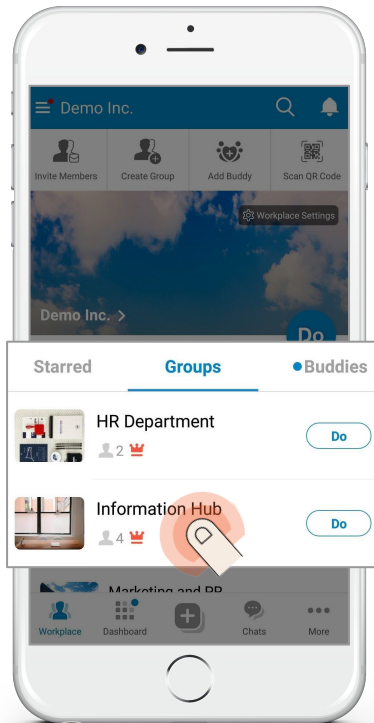 Demo Inc.
Invite Members
Create Group
Add Buddy
Scan QR Code
Workplace Settings
Demo Inc. >
Do
Starred
Groups
Buddies
HR Department
2
Do
Information Hub
4
Do
Marketing and PR
Workplace
Dashboard
Chats
More